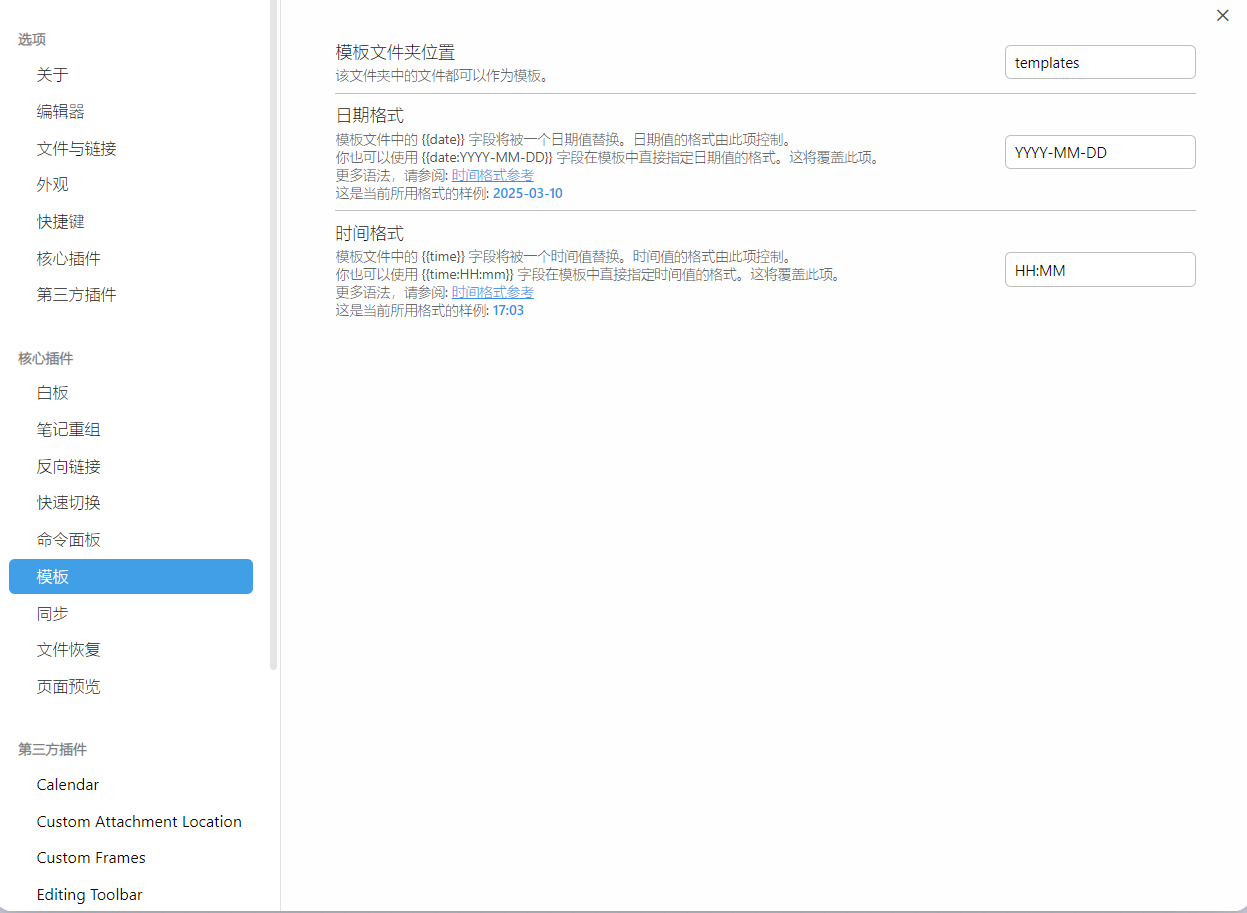 选项
关于
编辑器
文件与链接
外观
快捷键
核心插件
第三方插件
核心插件
白板
笔记重组
反向链接
快速切换
命令面板
模板
同步
文件恢复
页面预览
第三方插件
Calendar
Custom Attachment Location
Custom Frames
Editing Toolbar
模板文件夹位置
该文件夹中的文件都可以作为模板。
templates
日期格式
模板文件中的 {{date}} 字段将被一个日期值替换。日期值的格式由此项控制。
你也可以使用 {{date:YYYY-MM-DD}} 字段在模板中直接指定日期值的格式。这将覆盖此项。
更多语法，请参阅: 时间格式参考
这是当前所用格式的样例: 2025-03-10
YYYY-MM-DD
时间格式
模板文件中的 {{time}} 字段将被一个时间值替换。时间值的格式由此项控制。
你也可以使用 {{time:HH:mm}} 字段在模板中直接指定时间值的格式。这将覆盖此项。
更多语法，请参阅: 时间格式参考
这是当前所用格式的样例: 17:03
HH:MM